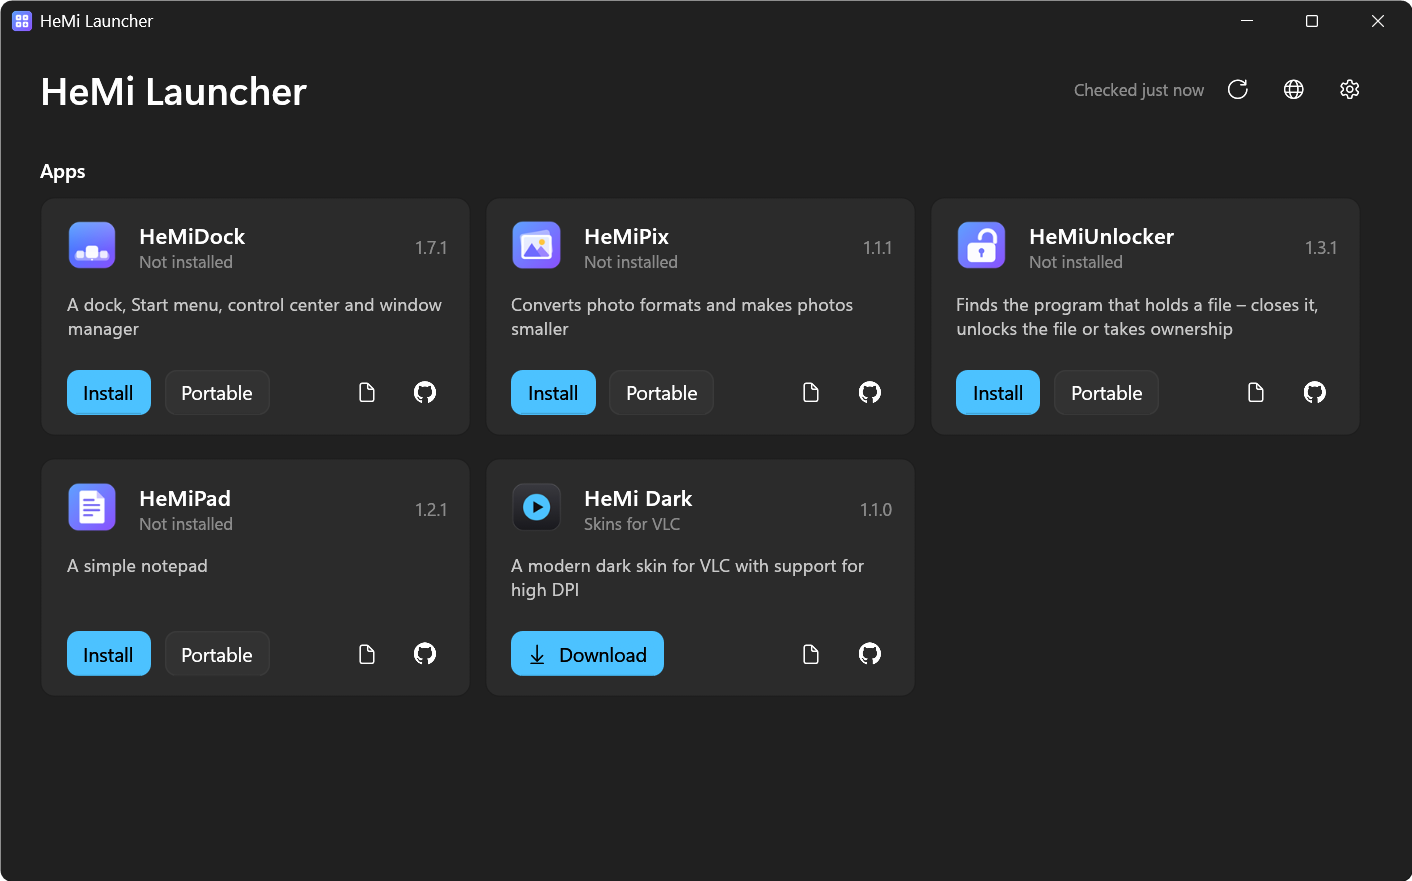 HeMi Launcher
HeMi Launcher
Checked just now
Apps
HeMiDock
Not installed
1.7.1
A dock, Start menu, control center and window
manager
Install
Portable
HeMiPix
Not installed
1.1.1
Converts photo formats and makes photos
smaller
Install
Portable
HeMiUnlocker
Not installed
1.3.1
Finds the program that holds a file – closes it,
unlocks the file or takes ownership
Install
Portable
HeMiPad
Not installed
1.2.1
A simple notepad
Install
Portable
HeMi Dark
Skins for VLC
1.1.0
A modern dark skin for VLC with support for
high DPI
Download